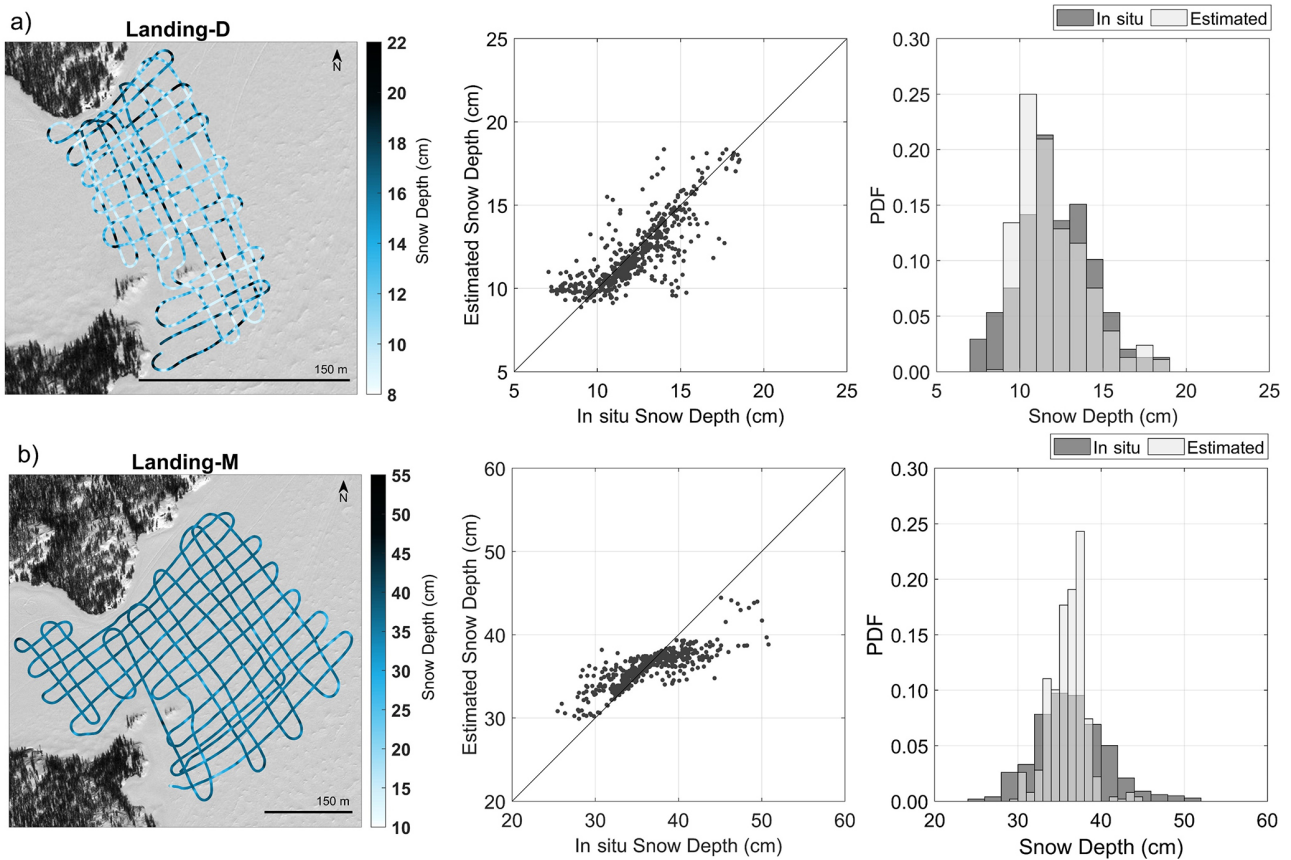 a)
Landing-D
N
150 m
22
20
18
16
14
12
10
8
Snow Depth (cm)
25
20
15
10
5
Estimated Snow Depth (cm)
5 10 15 20 25
In situ Snow Depth (cm)
In situ Estimated
0.30
0.25
0.20
0.15
0.10
0.05
0.00
PDF
5 10 15 20 25
Snow Depth (cm)
b)
Landing-M
N
150 m
55
50
45
40
35
30
25
20
15
10
Snow Depth (cm)
60
50
40
30
20
Estimated Snow Depth (cm)
20 30 40 50 60
In situ Snow Depth (cm)
In situ Estimated
0.30
0.25
0.20
0.15
0.10
0.05
0.00
PDF
20 30 40 50 60
Snow Depth (cm)